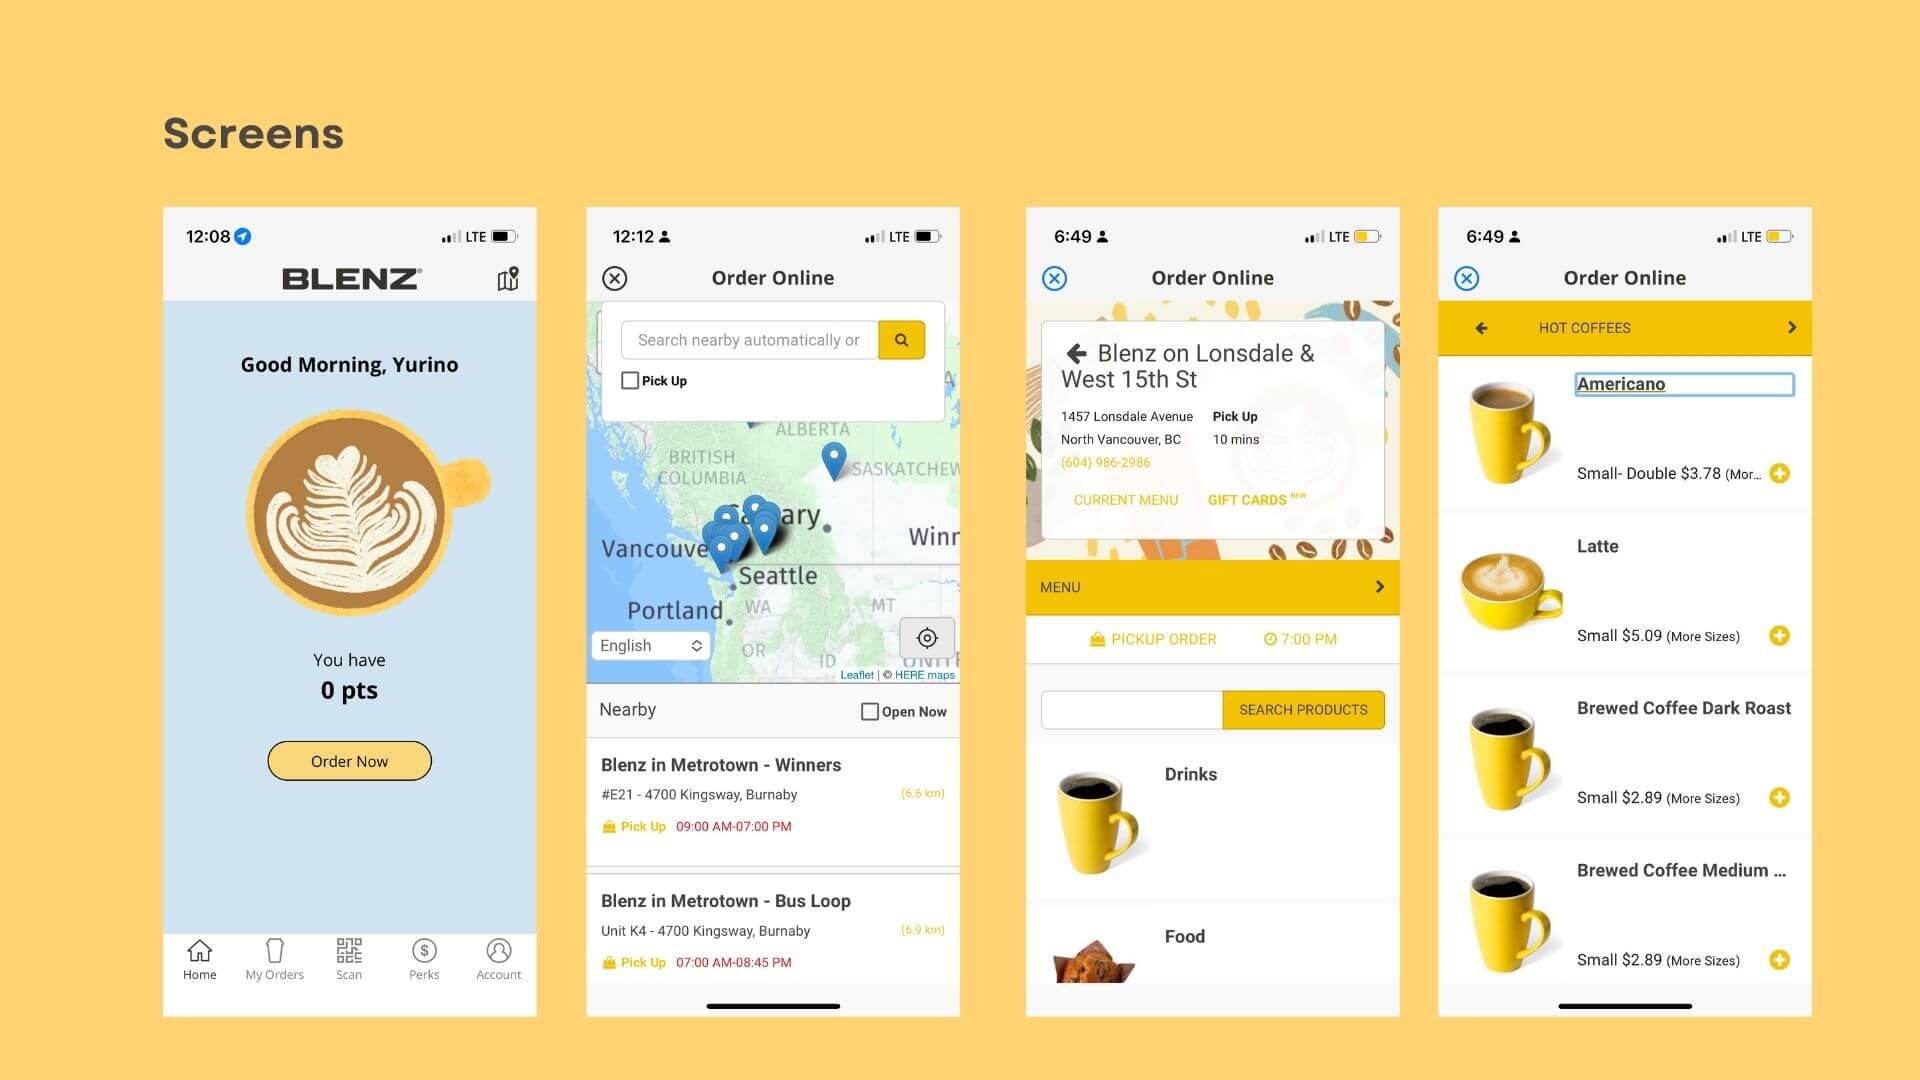 Screens
12:08
LTE
BLENZ
Good Morning, Yurino
You have
0 pts
Order Now
Home
My Orders
Scan
Perks
$
Account
12:12
LTE
Order Online
Search nearby automatically or
Pick Up
ALBERTA
BRITISH
COLUMBIA
SASKATCHEW
ary
Vancouve
Winn
Seattle
Portland
WA
MT
English
OR
ID
Leaflet | © HERE maps
Nearby
Open Now
Blenz in Metrotown - Winners
#E21 - 4700 Kingsway, Burnaby
(6.6 km)
Pick Up 09:00 AM-07:00 PM
Blenz in Metrotown - Bus Loop
Unit K4 - 4700 Kingsway, Burnaby
(6.9 km)
Pick Up 07:00 AM-08:45 PM
6:49
LTE
Order Online
Blenz on Lonsdale &
West 15th St
1457 Lonsdale Avenue
North Vancouver, BC
(604) 986-2986
Pick Up
10 mins
CURRENT MENU
GIFT CARDS NEW
MENU
PICKUP ORDER
7:00 PM
SEARCH PRODUCTS
Drinks
Food
6:49
LTE
Order Online
HOT COFFEES
Americano
Small- Double $3.78 (Mor...
Latte
Small $5.09 (More Sizes)
Brewed Coffee Dark Roast
Small $2.89 (More Sizes)
Brewed Coffee Medium ...
Small $2.89 (More Sizes)